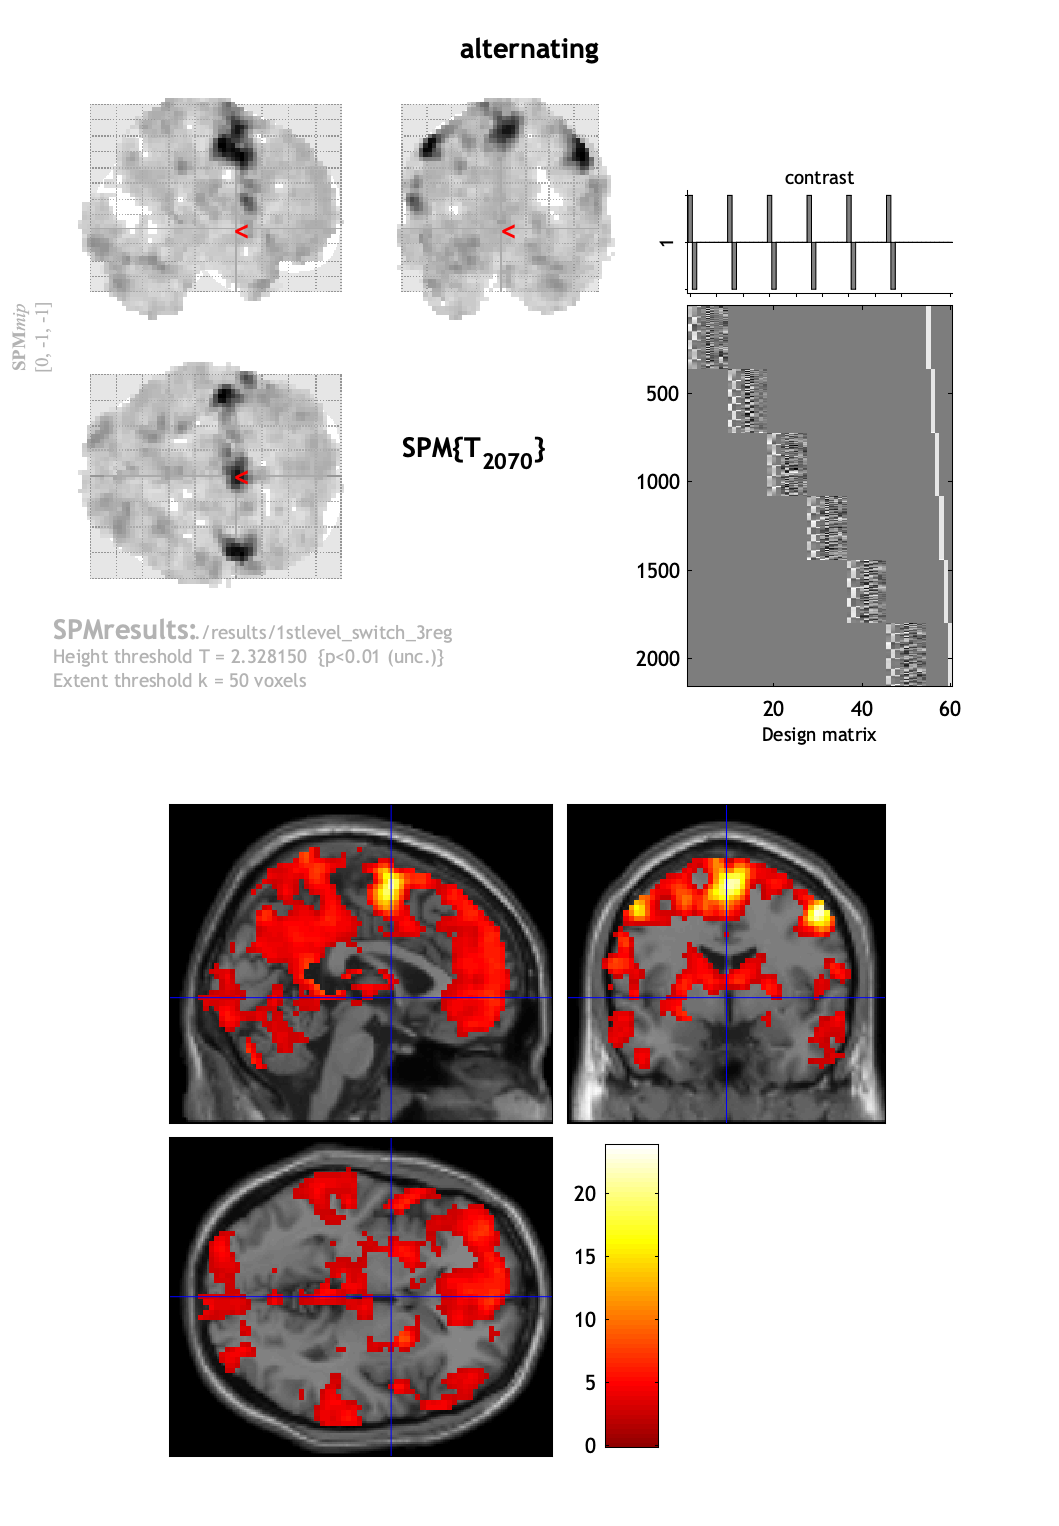 alternating
<
<
contrast
1
SPMmip
[0, -1, -1]
<
SPM{T2070}
500
1000
1500
2000
20 40 60
Design matrix
SPMresults:./results/1stlevel_switch_3reg
Height threshold T = 2.328150 {p<0.01 (unc.)}
Extent threshold k = 50 voxels
20
15
10
5
0